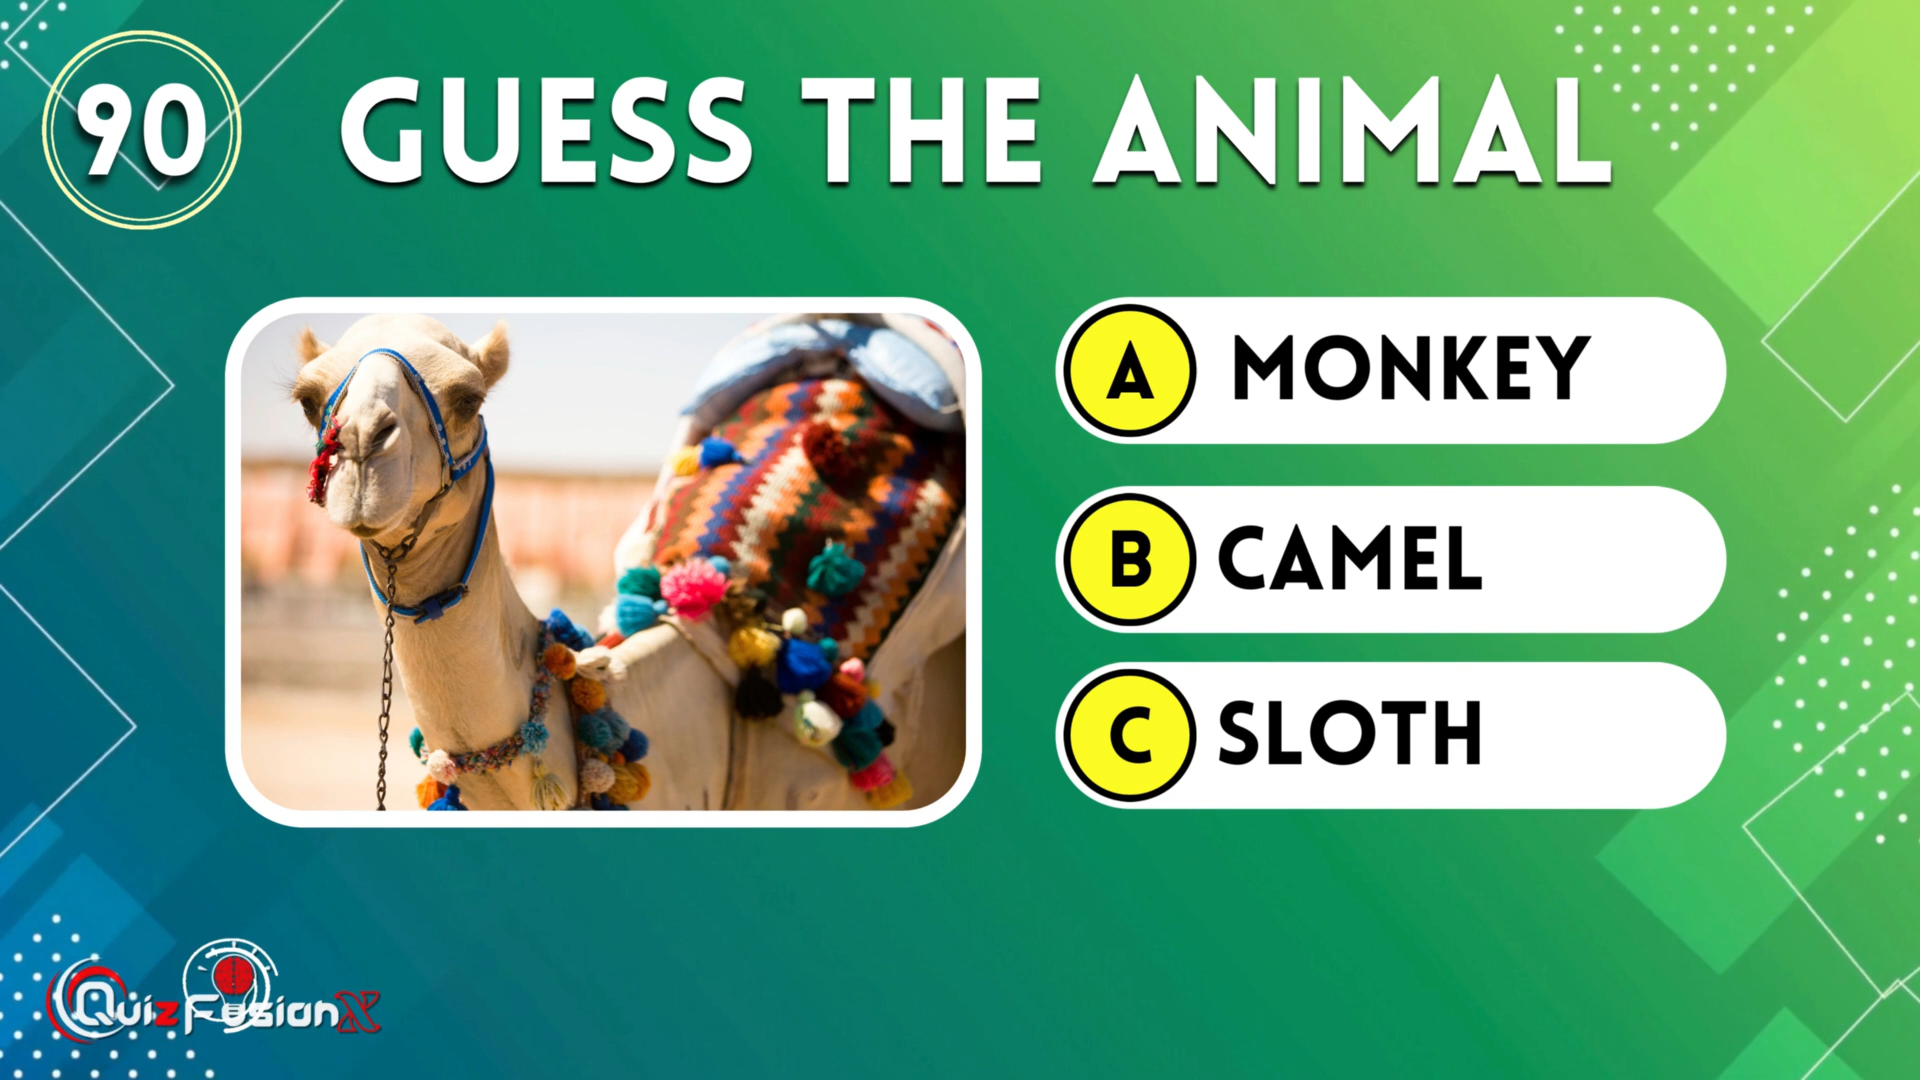 90
GUESS THE ANIMAL
A MONKEY
B CAMEL
C SLOTH
QuizFusionX